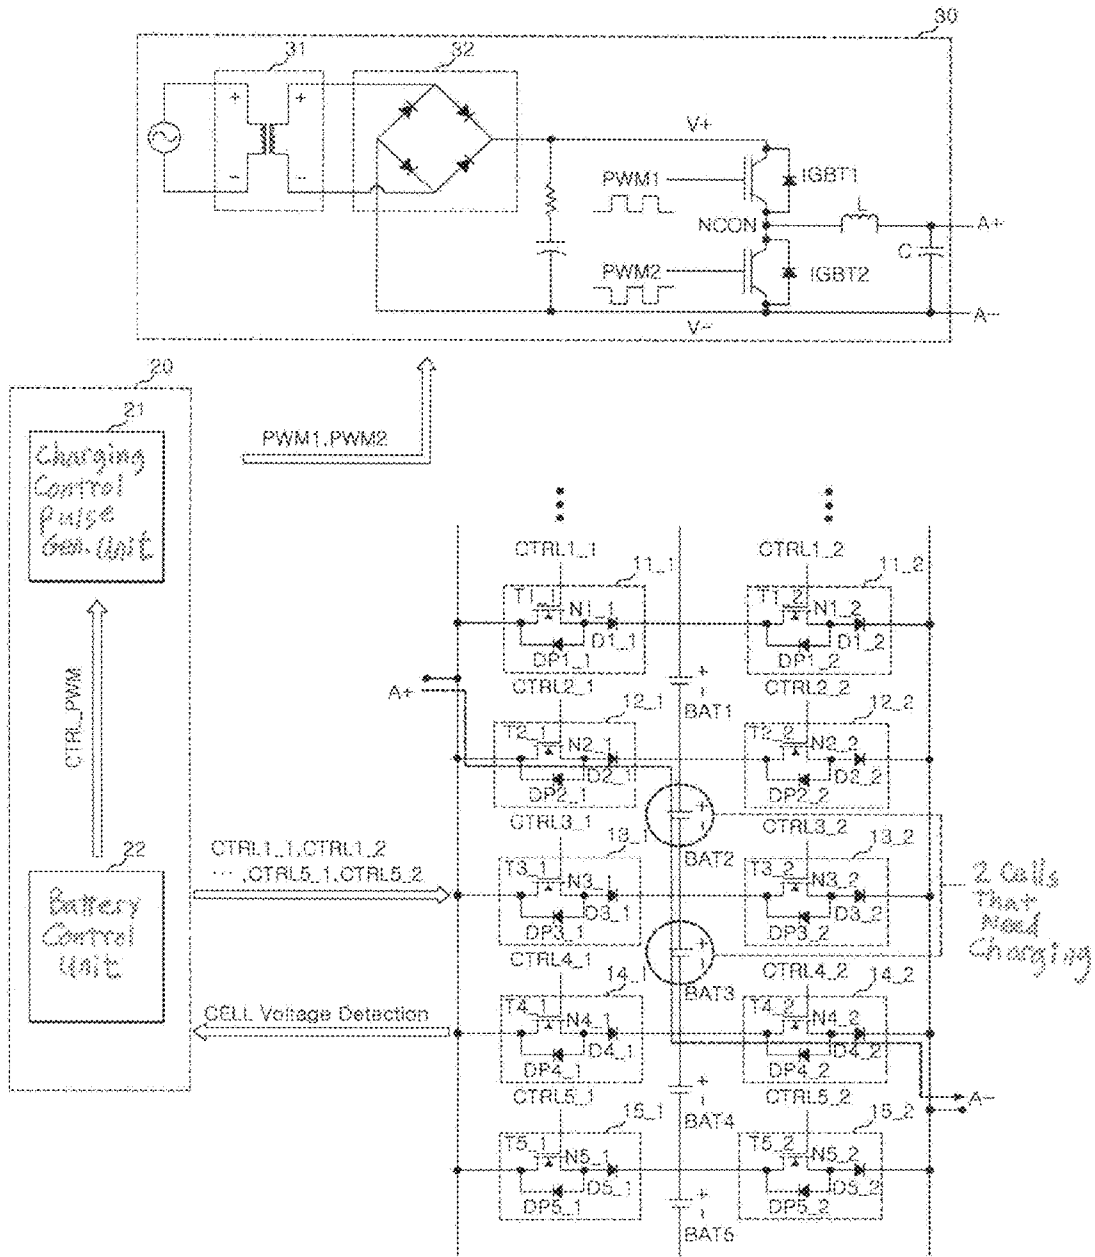 30
31
32
+
+
−
−
V+
PWM1
IGBT1
NCON
L
A+
PWM2
IGBT2
C
V−
A−
20
21
Charging
Control
Pulse
Gen. Unit
PWM1,PWM2
CTRL_PWM
22
Battery
Control
Unit
CTRL1_1,CTRL1_2
··· ,CTRL5_1,CTRL5_2
CELL Voltage Detection
CTRL1_1
CTRL1_2
11_1
11_2
T1_1
N1_1
T1_2
N1_2
D1_1
D1_2
DP1_1
DP1_2
CTRL2_1
CTRL2_2
A+
+
−
BAT1
12_1
12_2
T2_1
N2_1
T2_2
N2_2
D2_1
D2_2
DP2_1
DP2_2
CTRL3_1
CTRL3_2
+
−
BAT2
13_1
13_2
T3_1
N3_1
T3_2
N3_2
D3_1
D3_2
DP3_1
DP3_2
CTRL4_1
CTRL4_2
2 Calls
That
Need
Charging
+
−
BAT3
14_1
14_2
T4_1
N4_1
T4_2
N4_2
D4_1
D4_2
DP4_1
DP4_2
CTRL5_1
CTRL5_2
A−
+
−
BAT4
15_1
15_2
T5_1
N5_1
T5_2
N5_2
D5_1
D5_2
DP5_1
DP5_2
+
−
BAT5